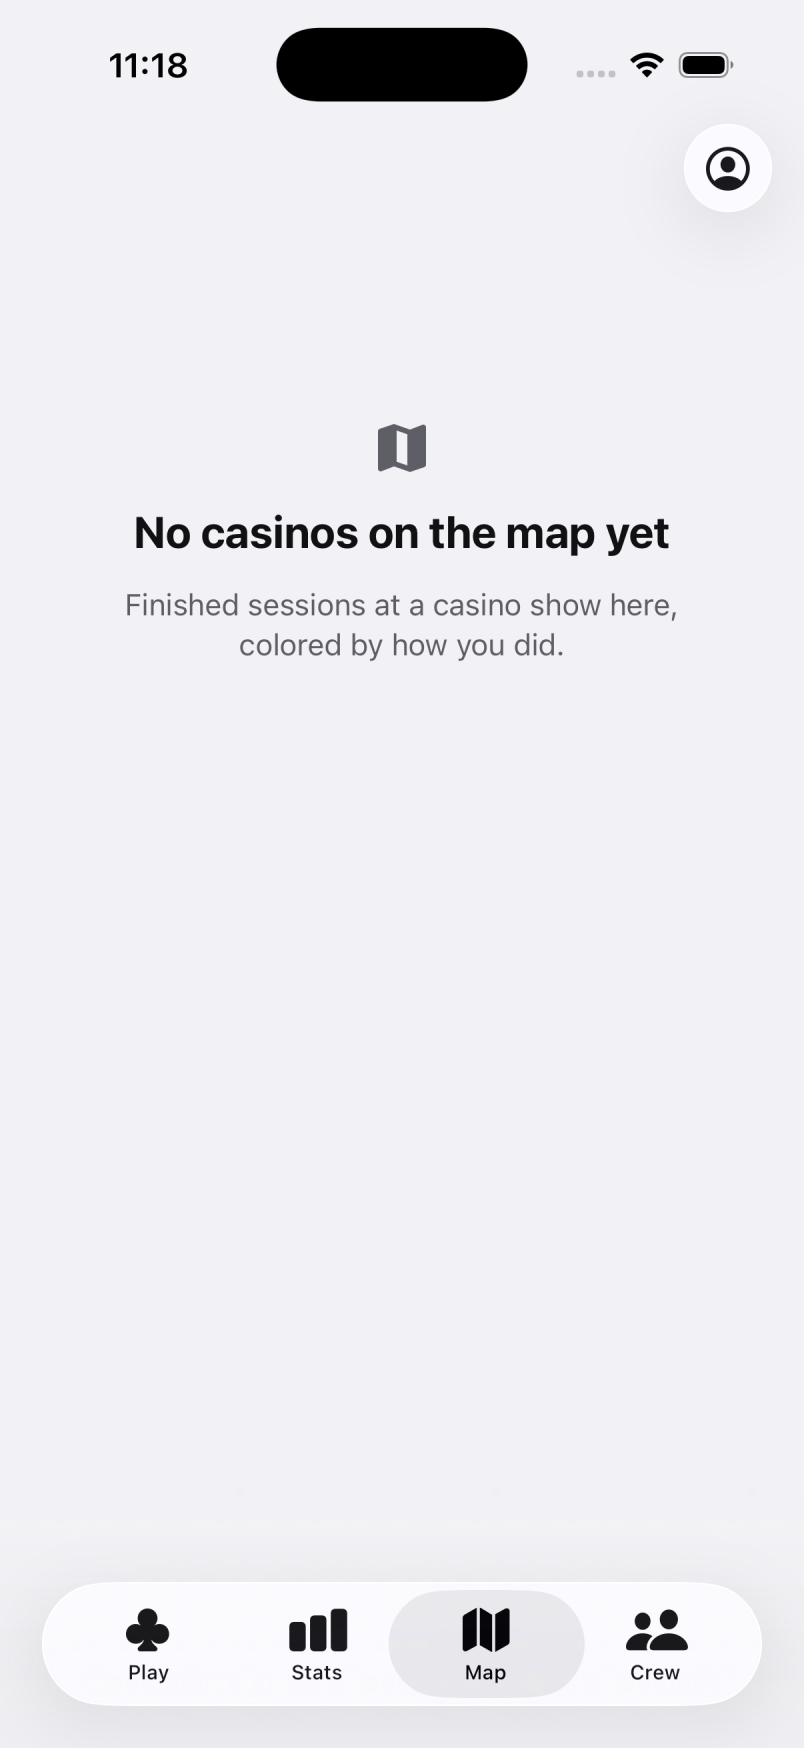 11:18
No casinos on the map yet
Finished sessions at a casino show here,
colored by how you did.
Play
Stats
Map
Crew